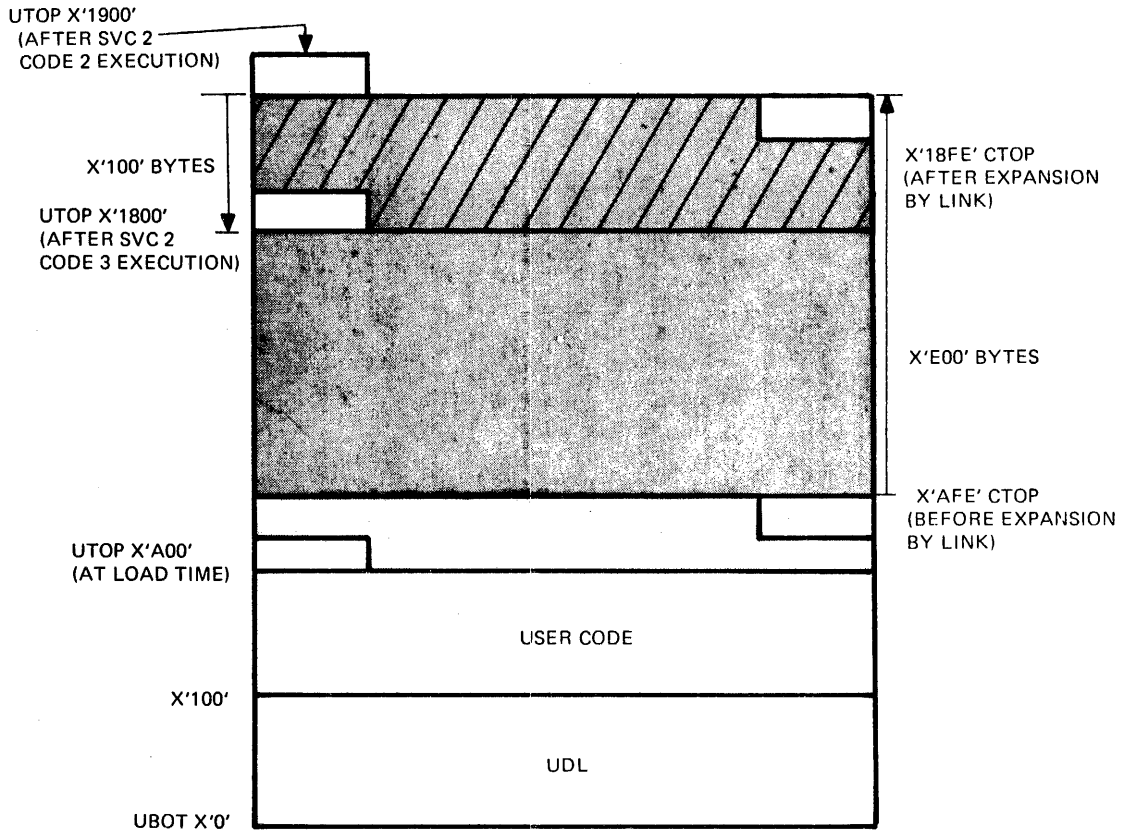 UTOP X'1900'
(AFTER SVC 2
CODE 2 EXECUTION)
X'100' BYTES
UTOP X'1800'
(AFTER SVC 2
CODE 3 EXECUTION)
X'18FE' CTOP
(AFTER EXPANSION
BY LINK)
X'E00' BYTES
X'AFE' CTOP
(BEFORE EXPANSION
BY LINK)
UTOP X'A00'
(AT LOAD TIME)
USER CODE
X'100'
UDL
UBOT X'0'